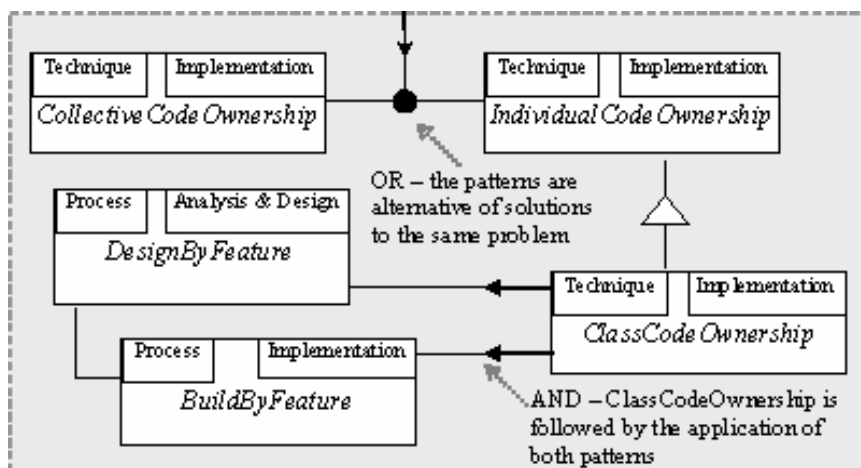 Technique Implementation
Collective Code Ownership
Technique Implementation
Individual Code Ownership
OR – the patterns are
alternative of solutions
to the same problem
Process Analysis & Design
DesignByFeature
Technique Implementation
ClassCode Ownership
Process Implementation
BuildByFeature
AND – ClassCodeOwnership is
followed by the application of
both patterns